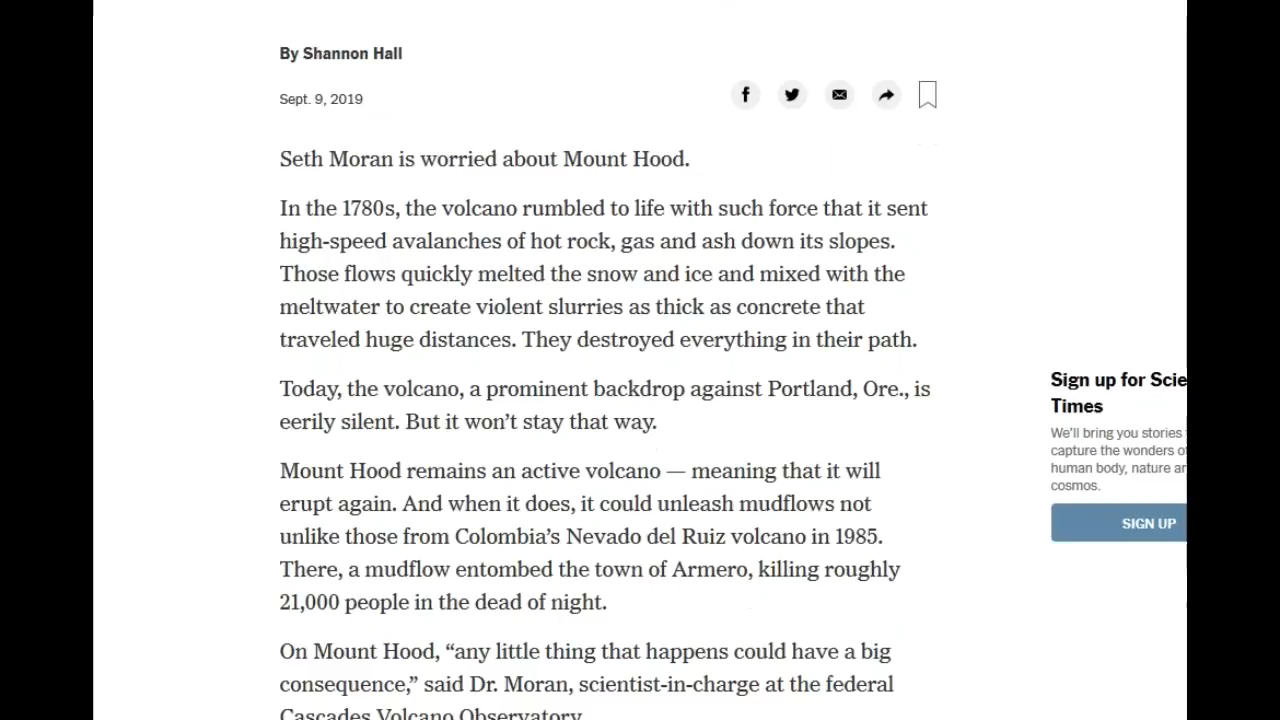 By Shannon Hall
Sept. 9, 2019
Seth Moran is worried about Mount Hood.
In the 1780s, the volcano rumbled to life with such force that it sent
high-speed avalanches of hot rock, gas and ash down its slopes.
Those flows quickly melted the snow and ice and mixed with the
meltwater to create violent slurries as thick as concrete that
traveled huge distances. They destroyed everything in their path.
Today, the volcano, a prominent backdrop against Portland, Ore., is
eerily silent. But it won’t stay that way.
Mount Hood remains an active volcano — meaning that it will
erupt again. And when it does, it could unleash mudflows not
unlike those from Colombia’s Nevado del Ruiz volcano in 1985.
There, a mudflow entombed the town of Armero, killing roughly
21,000 people in the dead of night.
On Mount Hood, “any little thing that happens could have a big
consequence,” said Dr. Moran, scientist-in-charge at the federal
Cascades Volcano Observatory.
Sign up for Scie
Times
We’ll bring you stories
capture the wonders o
human body, nature an
cosmos.
SIGN UP